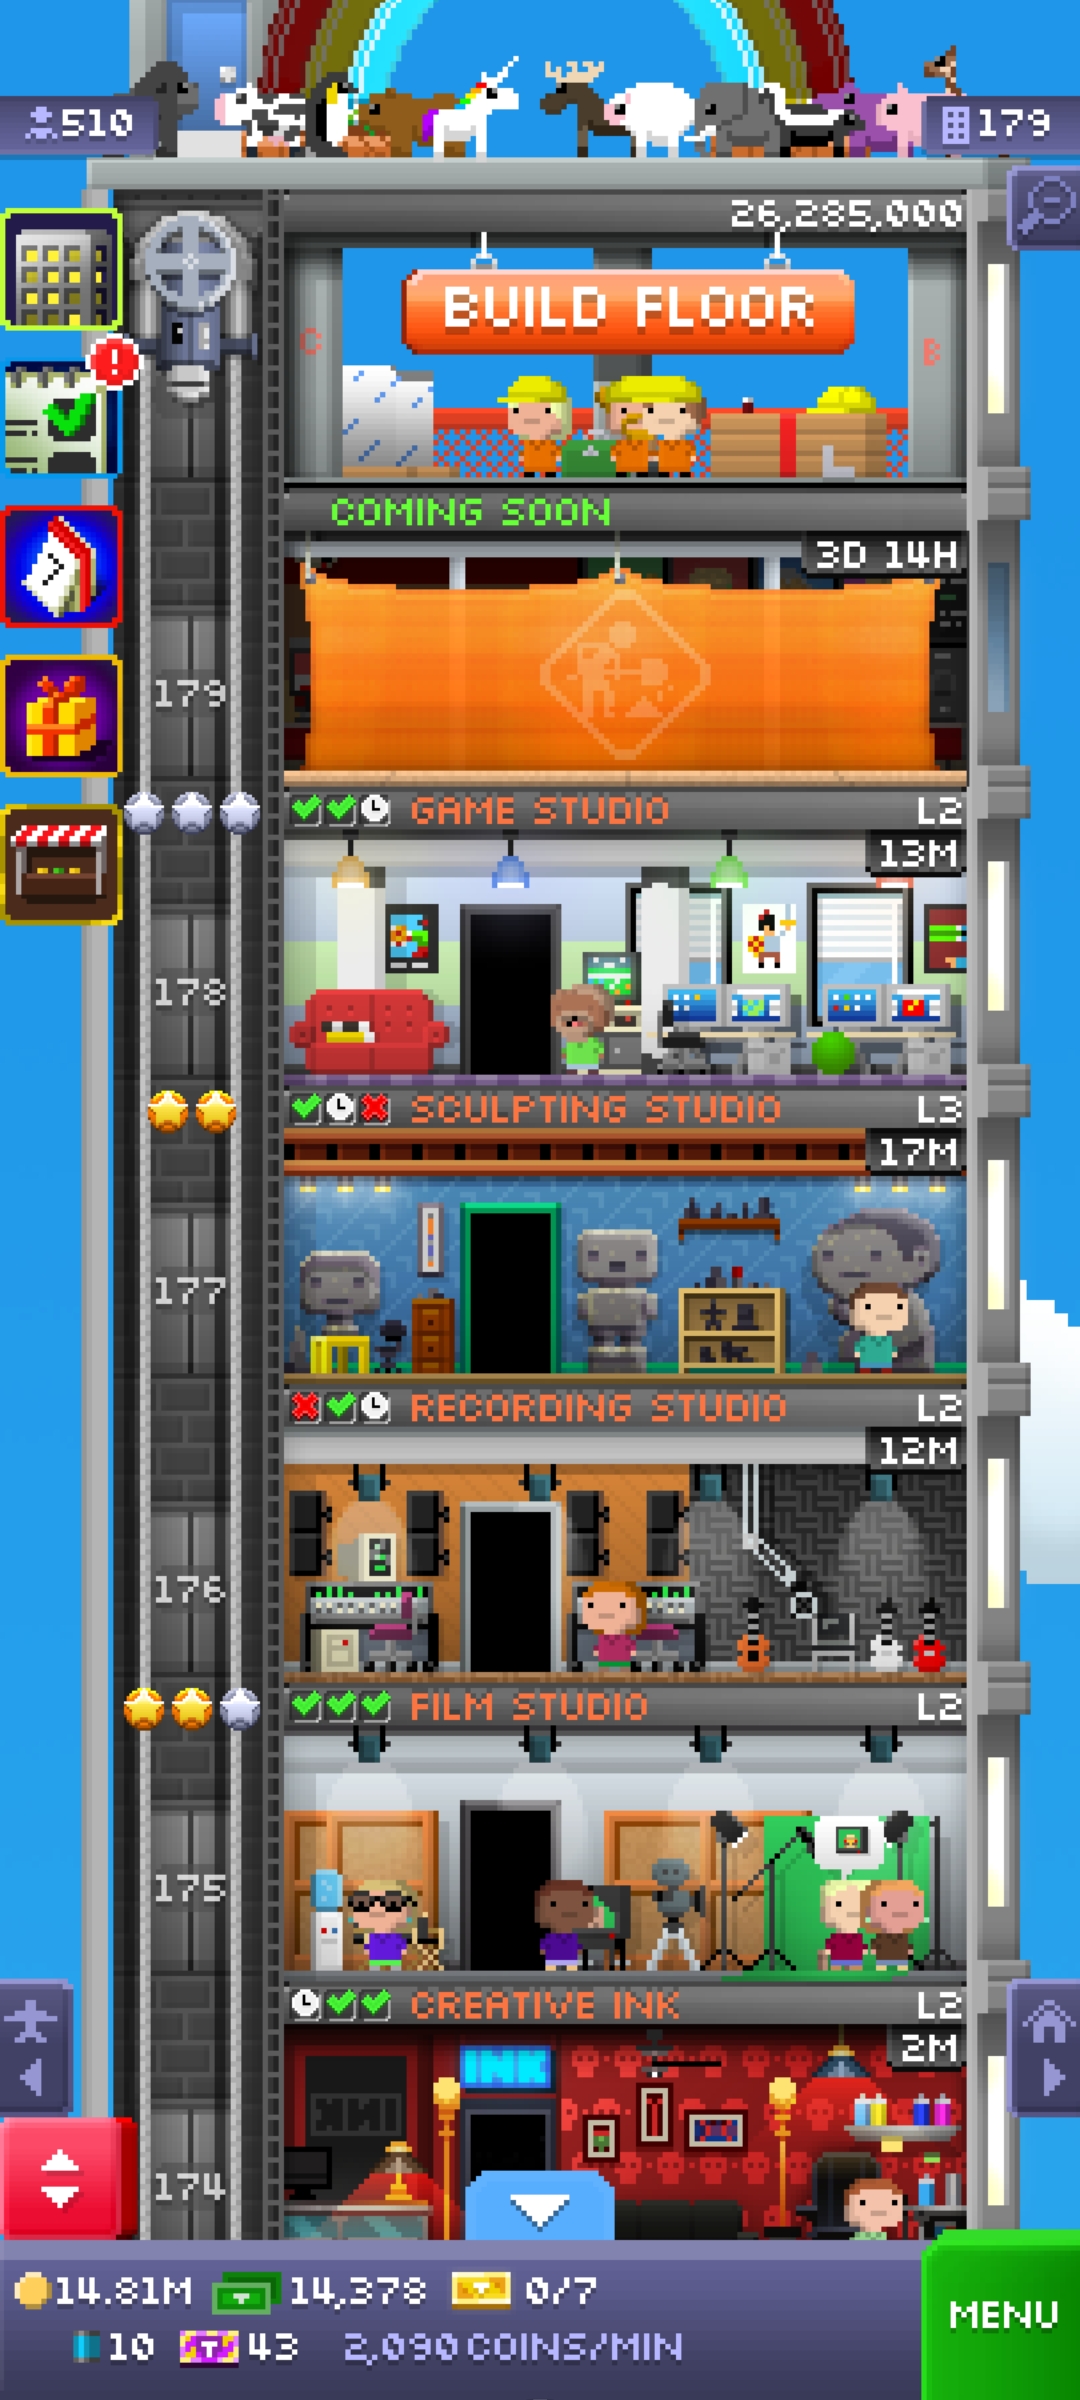 510
179
26,285,000
BUILD FLOOR
C
B
L
COMING SOON
3D 14H
7
179
GAME STUDIO L2
13M
178
SCULPTING STUDIO L3
17M
177
RECORDING STUDIO L2
12M
176
FILM STUDIO L2
175
CREATIVE INK L2
2M
INK
174
14.81M 14,378 0/7
10 T 43 2,090 COINS/MIN
MENU